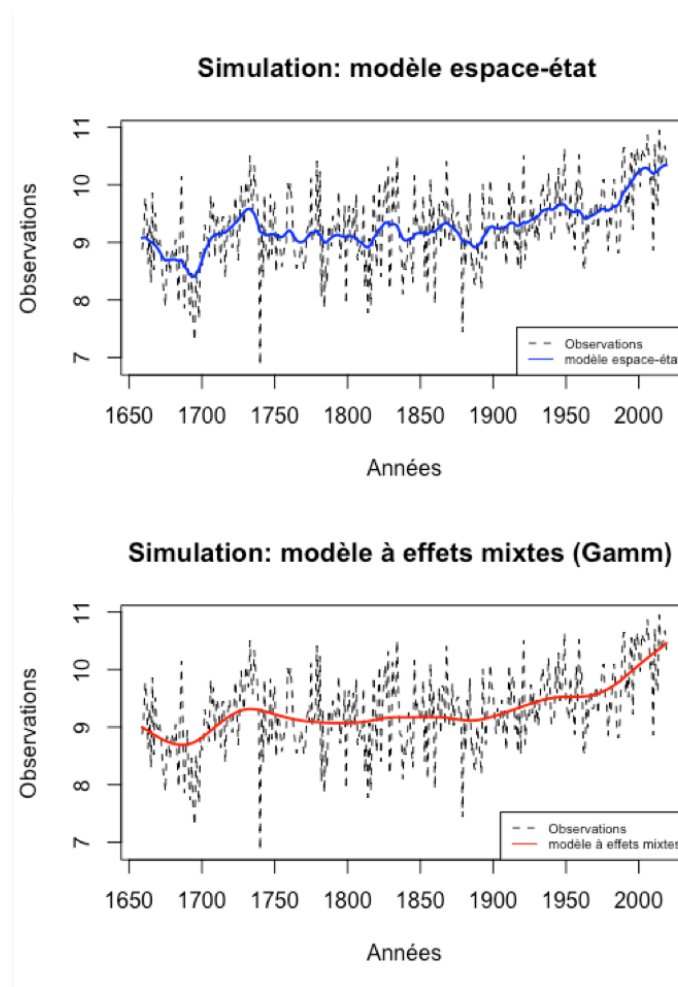 Simulation: modèle espace-état
11
10
9
8
7
Observations
Observations
modèle espace-état
1650 1700 1750 1800 1850 1900 1950 2000
Années
Simulation: modèle à effets mixtes (Gamm)
11
10
9
8
7
Observations
Observations
modèle à effets mixtes
1650 1700 1750 1800 1850 1900 1950 2000
Années